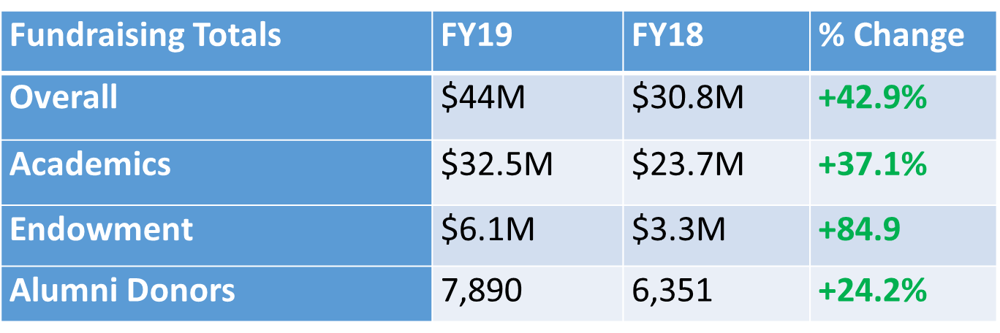 Fundraising Totals FY19 FY18 % Change
Overall $44M $30.8M +42.9%
Academics $32.5M $23.7M +37.1%
Endowment $6.1M $3.3M +84.9
Alumni Donors 7,890 6,351 +24.2%